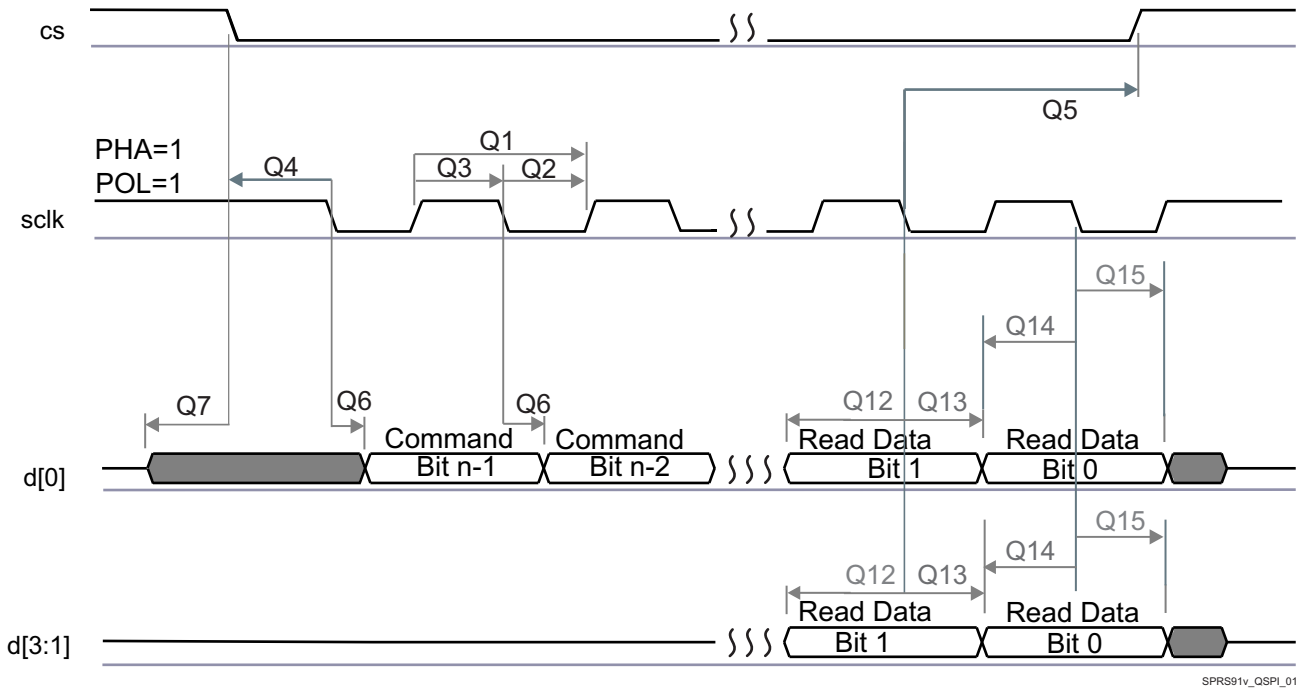 cs
Q5
PHA=1
POL=1
Q4
Q1
Q3
Q2
sclk
Q15
Q14
Q7
Q6
Q6
Q12
Q13
Command
Command
Read Data
Read Data
d[0]
Bit n-1
Bit n-2
Bit 1
Bit 0
Q15
Q14
Q12
Q13
Read Data
Read Data
d[3:1]
Bit 1
Bit 0
SPRS91v_QSPI_01